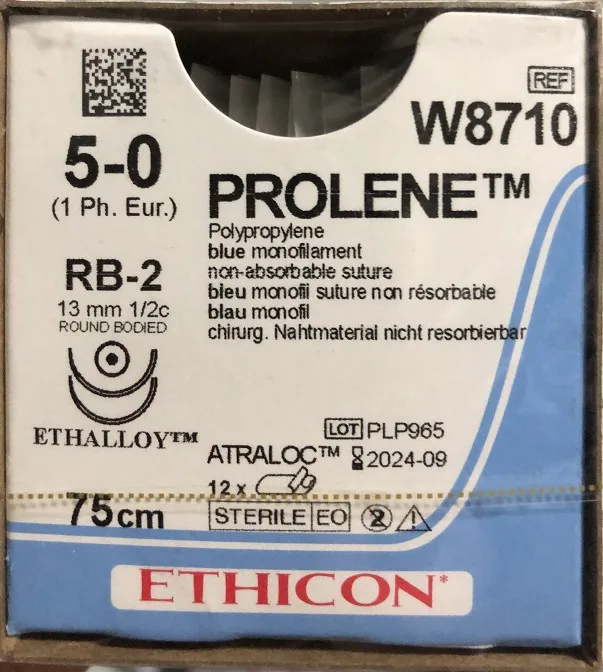 REF
W8710
5-0
(1 Ph. Eur.)
PROLENE™
Polypropylene
blue monofilament
non-absorbable suture
bleu monofil suture non résorbable
blau monofil
chirurg. Nahtmaterial nicht resorbierbar
RB-2
13 mm 1/2c
ROUND BODIED
ETHALLOY™
LOT PLP965
ATRALOC™ 2024-09
12 x
75cm
STERILE EO 2
ETHICON*